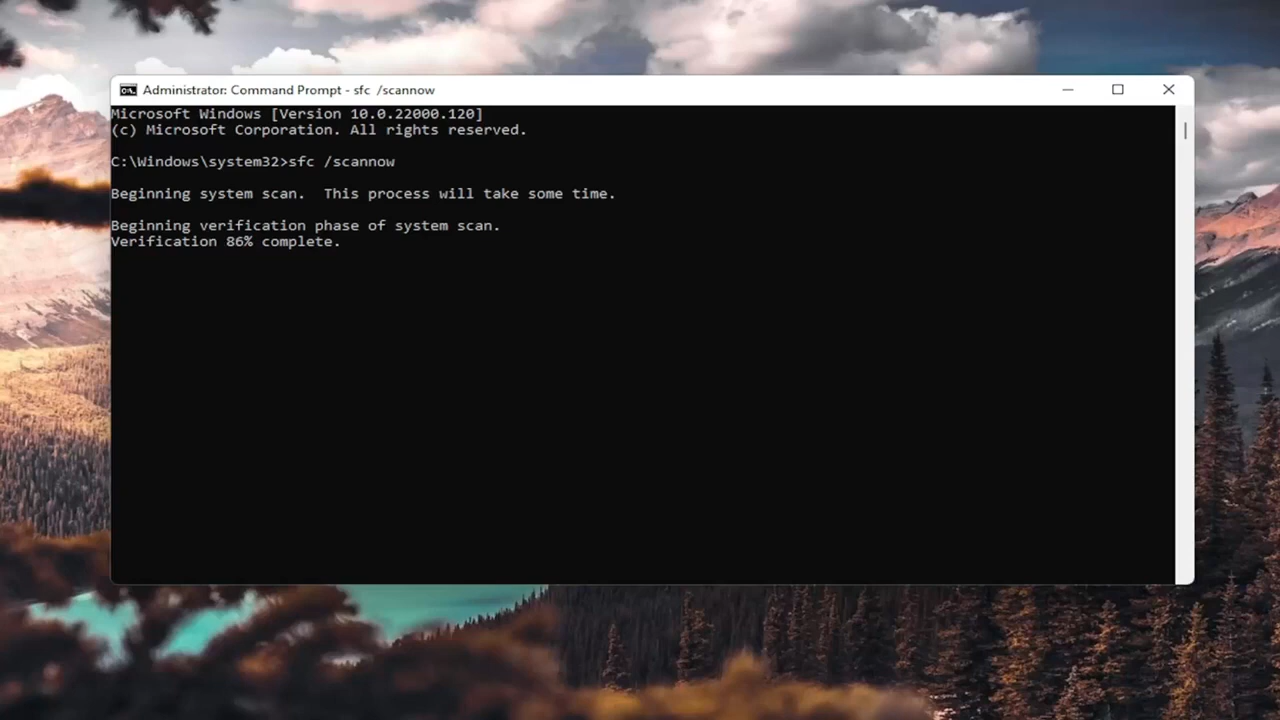 Administrator: Command Prompt - sfc  /scannow
Microsoft Windows [Version 10.0.22000.120]
(c) Microsoft Corporation. All rights reserved.
C:\Windows\system32>sfc /scannow
Beginning system scan.  This process will take some time.
Beginning verification phase of system scan.
Verification 86% complete.